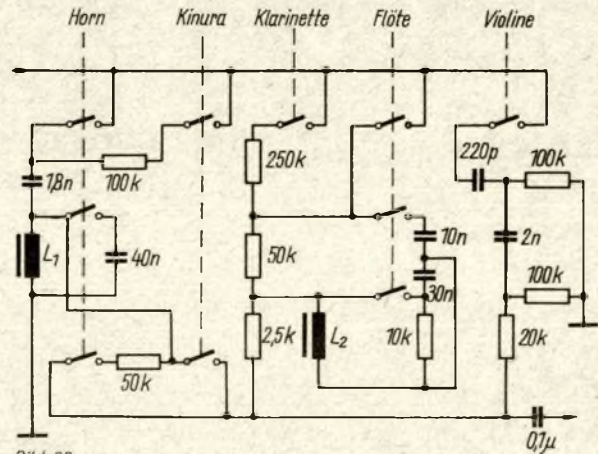 Horn Kinura Klarinette Flöte Violine
220p 100k
250k
1,8n 100k
10n 2n
L₁ 40n 50k
30n 100k
2,5k L₂ 10k 20k
50k
0,1μ